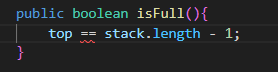 public boolean isFull(){
    top == stack.length - 1;
}